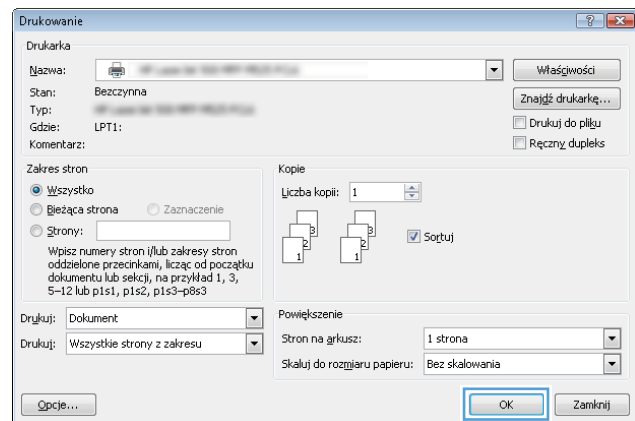 Drukowanie
Drukarka
Nazwa:
Właściwości
Stan: Bezczynna
Znajdź drukarkę...
Typ:
Gdzie: LPT1:
Drukuj do pliku
Komentarz:
Ręczny dupleks
Zakres stron
Wszystko
Bieżąca strona Zaznaczenie
Strony:
Wpisz numery stron i/lub zakresy stron
oddzielone przecinkami, licząc od początku
dokumentu lub sekcji, na przykład 1, 3,
5–12 lub p1s1, p1s2, p1s3–p8s3
Kopie
Liczba kopii: 1
3 3
2 2
1 1
Sortuj
Drukuj: Dokument
Drukuj: Wszystkie strony z zakresu
Powiększenie
Stron na arkusz: 1 strona
Skaluj do rozmiaru papieru: Bez skalowania
Opcje...
OK
Zamknij